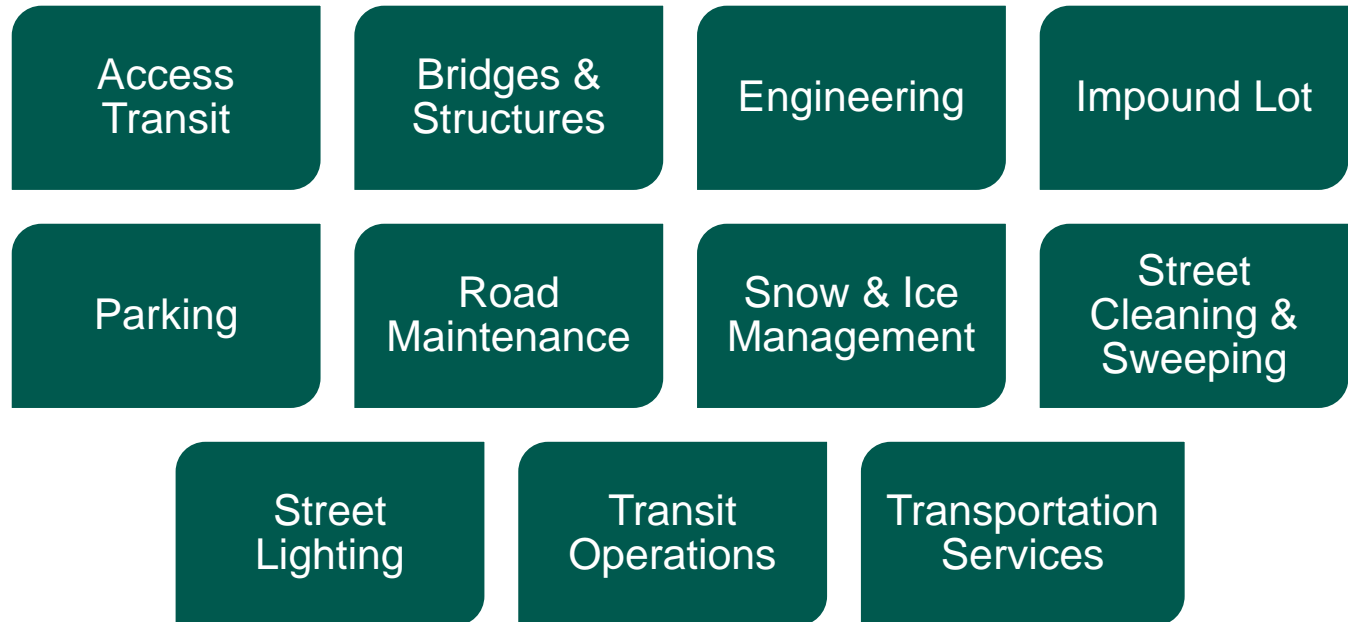 Access
Transit
Bridges &
Structures
Engineering
Impound Lot
Parking
Road
Maintenance
Snow & Ice
Management
Street
Cleaning &
Sweeping
Street
Lighting
Transit
Operations
Transportation
Services